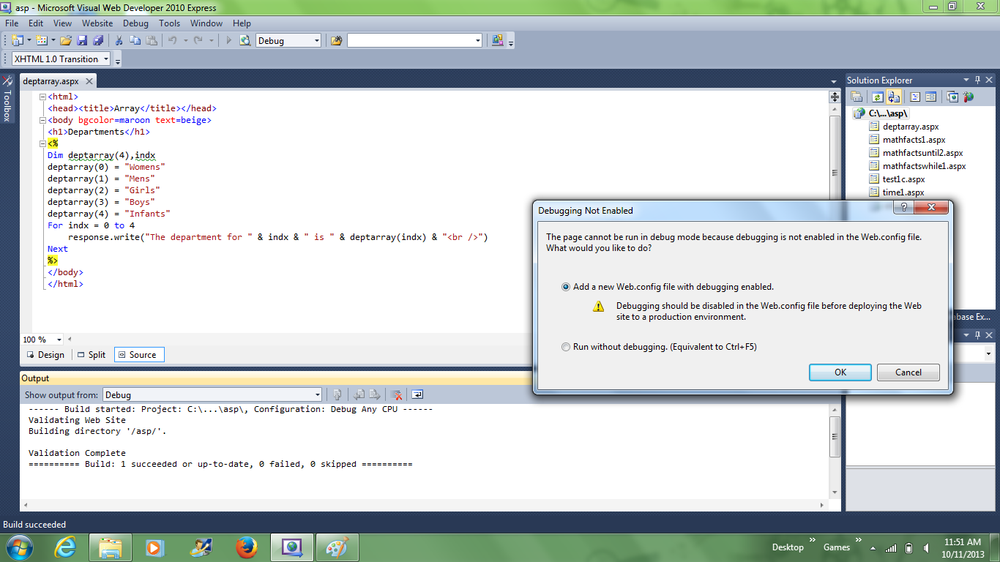 asp - Microsoft Visual Web Developer 2010 Express
File Edit View Website Debug Tools Window Help
Debug
XHTML 1.0 Transition
Toolbox
deptarray.aspx
<html>
<head><title>Array</title></head>
<body bgcolor=maroon text=beige>
<h1>Departments</h1>
<%
Dim deptarray(4),indx
deptarray(0) = "Womens"
deptarray(1) = "Mens"
deptarray(2) = "Girls"
deptarray(3) = "Boys"
deptarray(4) = "Infants"
For indx = 0 to 4
response.write("The department for " & indx & " is " & deptarray(indx) & "<br />")
Next
%>
</body>
</html>
100 %
Design Split Source
Solution Explorer
C:\...\asp\
deptarray.aspx
mathfacts1.aspx
mathfactsuntil2.aspx
mathfactswhile1.aspx
test1c.aspx
time1.aspx
abase Ex...
Debugging Not Enabled
The page cannot be run in debug mode because debugging is not enabled in the Web.config file.
What would you like to do?
Add a new Web.config file with debugging enabled.
Debugging should be disabled in the Web.config file before deploying the Web
site to a production environment.
Run without debugging. (Equivalent to Ctrl+F5)
OK Cancel
Output
Show output from: Debug
------ Build started: Project: C:\...\asp\, Configuration: Debug Any CPU ------
Validating Web Site
Building directory '/asp/'.
Validation Complete
========== Build: 1 succeeded or up-to-date, 0 failed, 0 skipped ==========
Build succeeded
Desktop Games
11:51 AM
10/11/2013